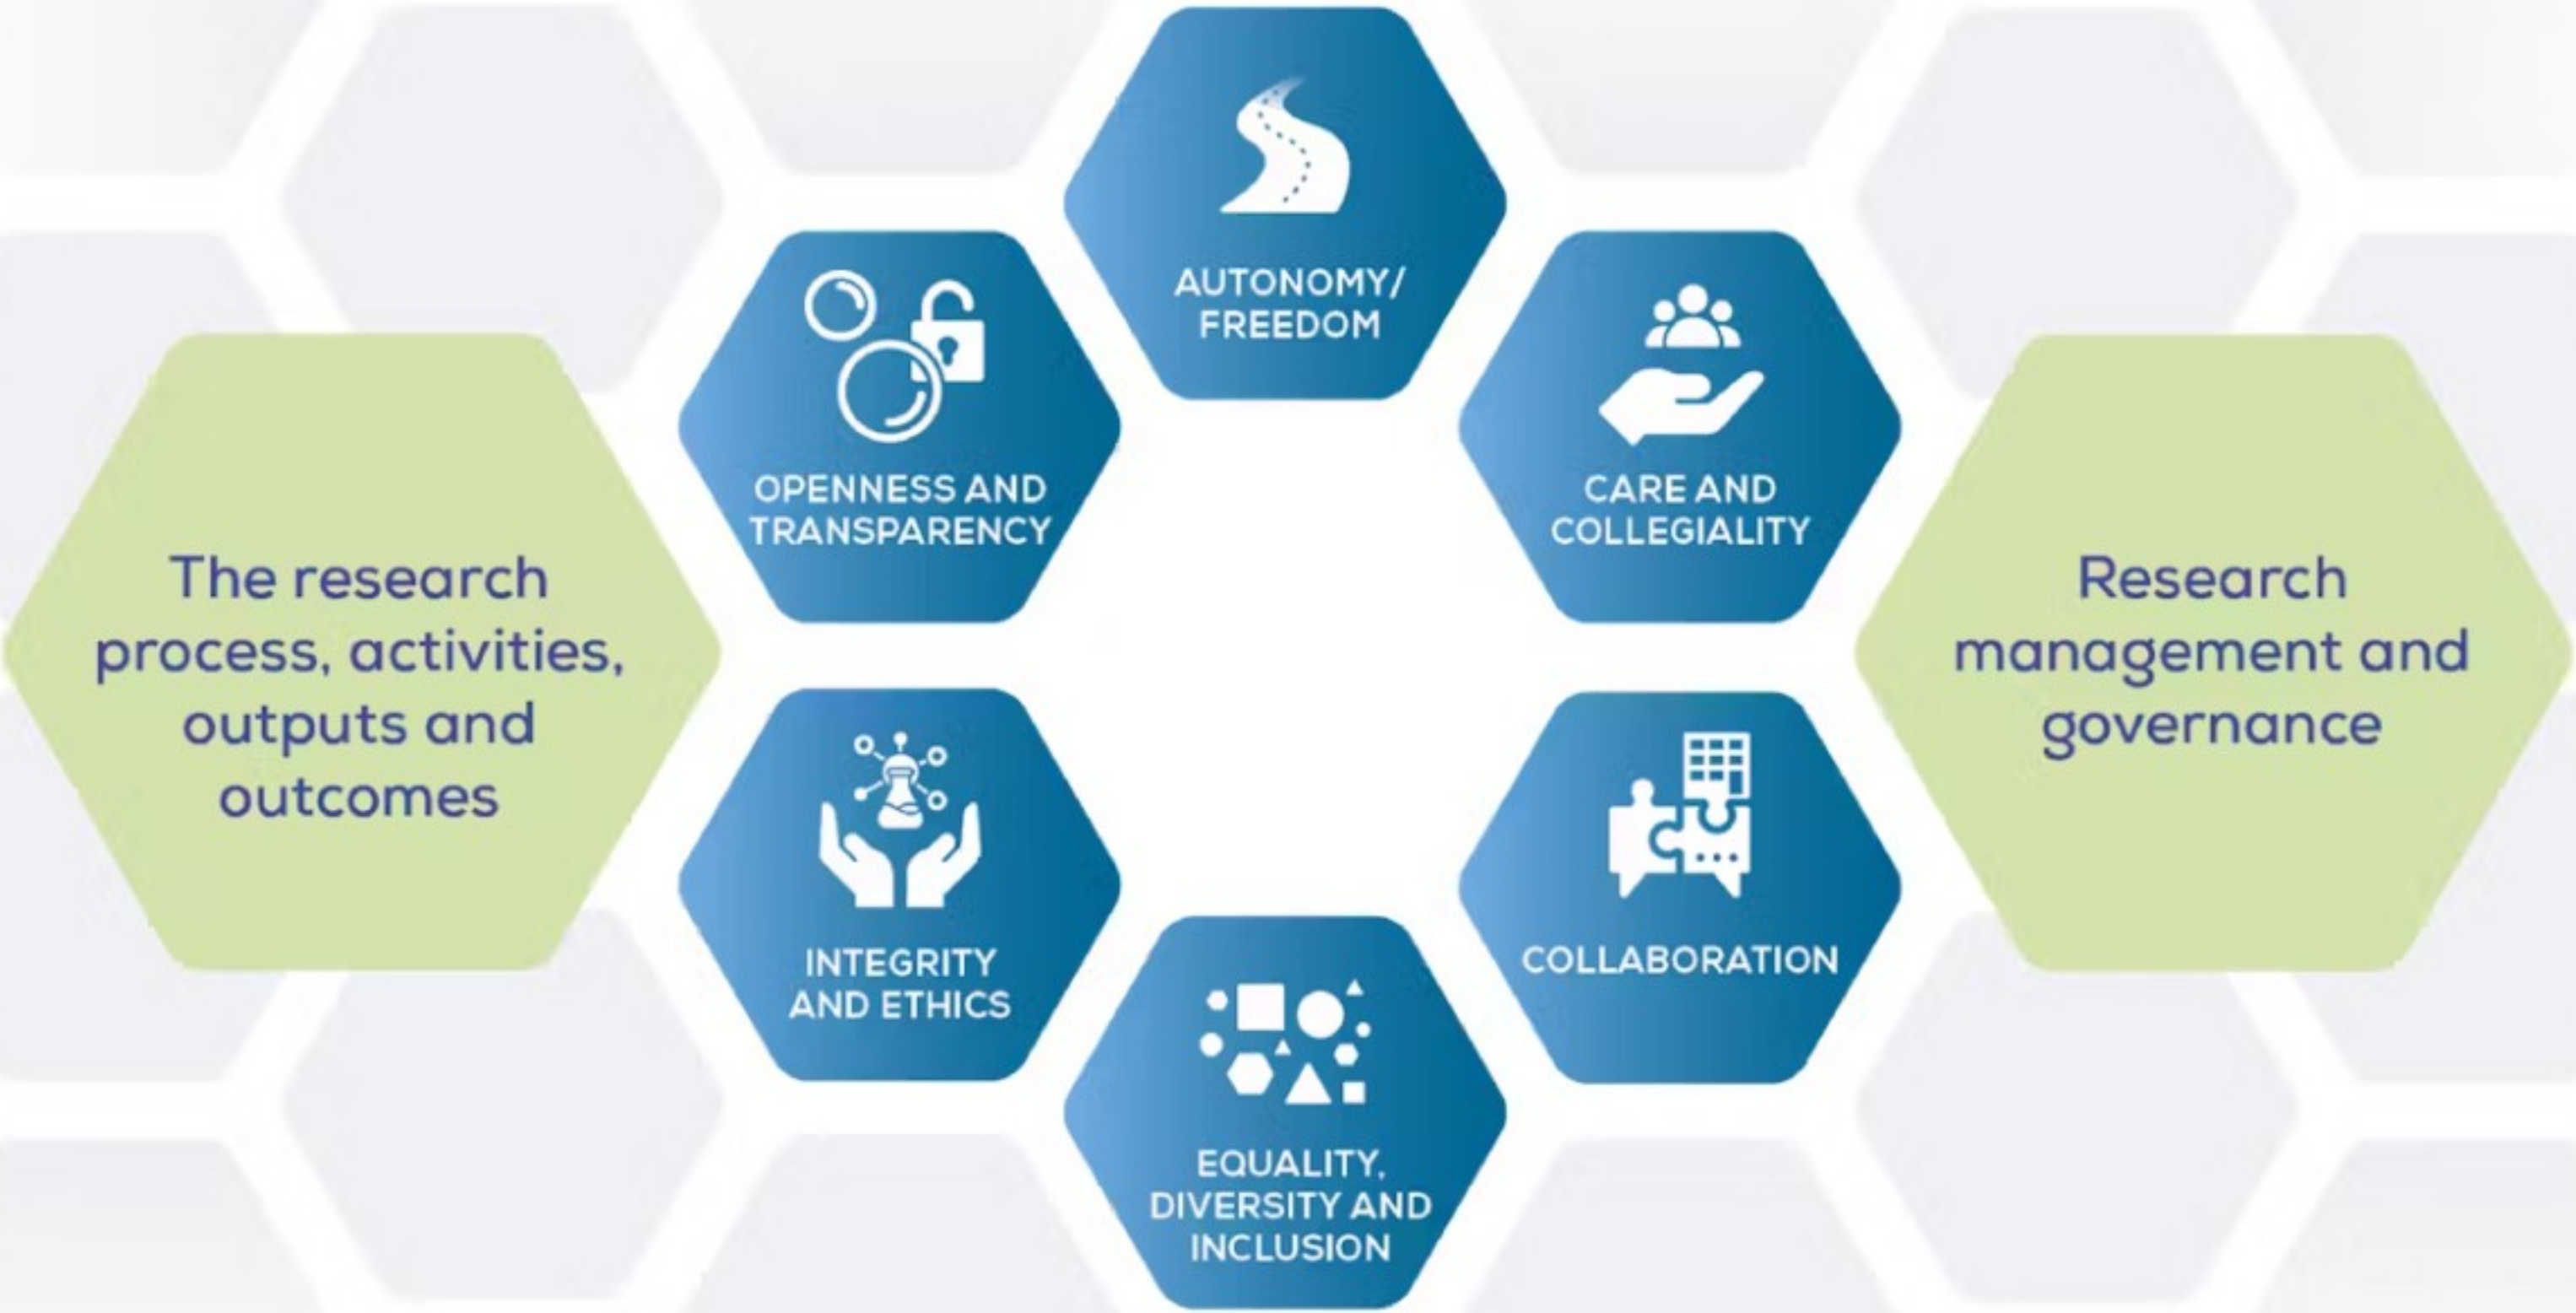 AUTONOMY/
FREEDOM
OPENNESS AND
TRANSPARENCY
CARE AND
COLLEGIALITY
The research
process, activities,
outputs and
outcomes
Research
management and
governance
INTEGRITY
AND ETHICS
COLLABORATION
EQUALITY,
DIVERSITY AND
INCLUSION